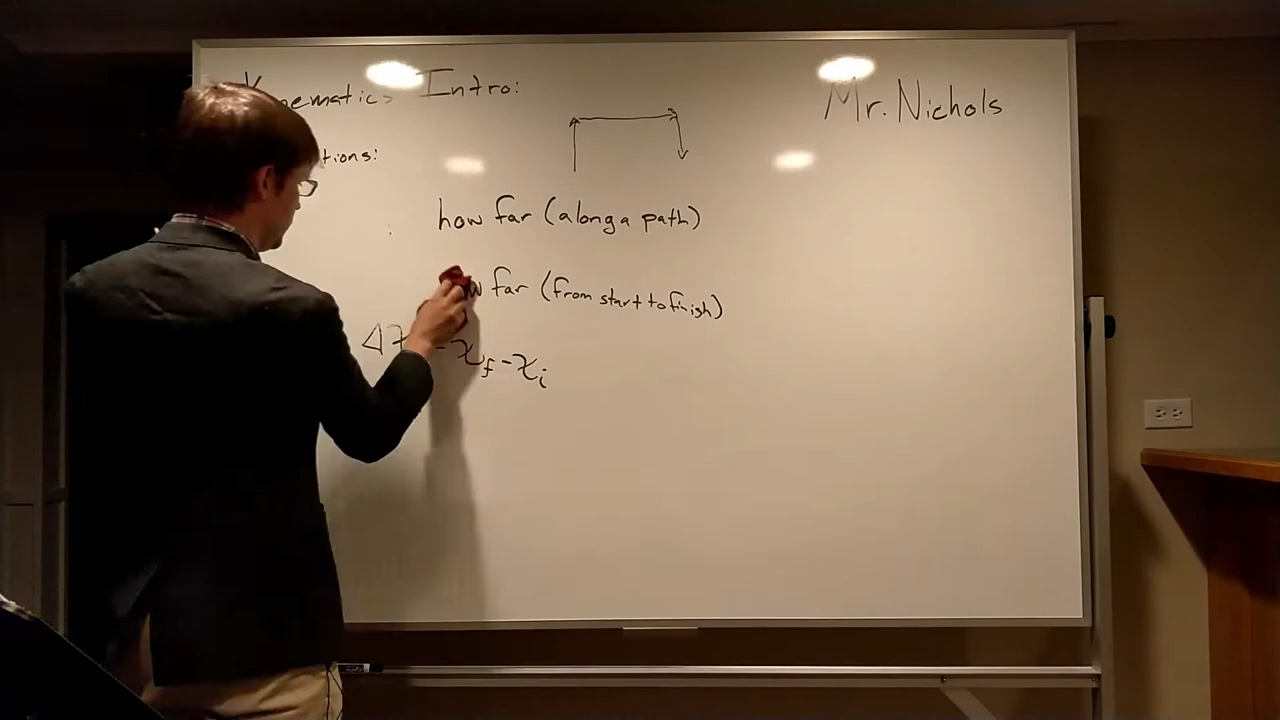 Kinematics Intro:
Mr. Nichols
tions:
how far (along a path)
far (from start to finish)
Δx = x_f - x_i